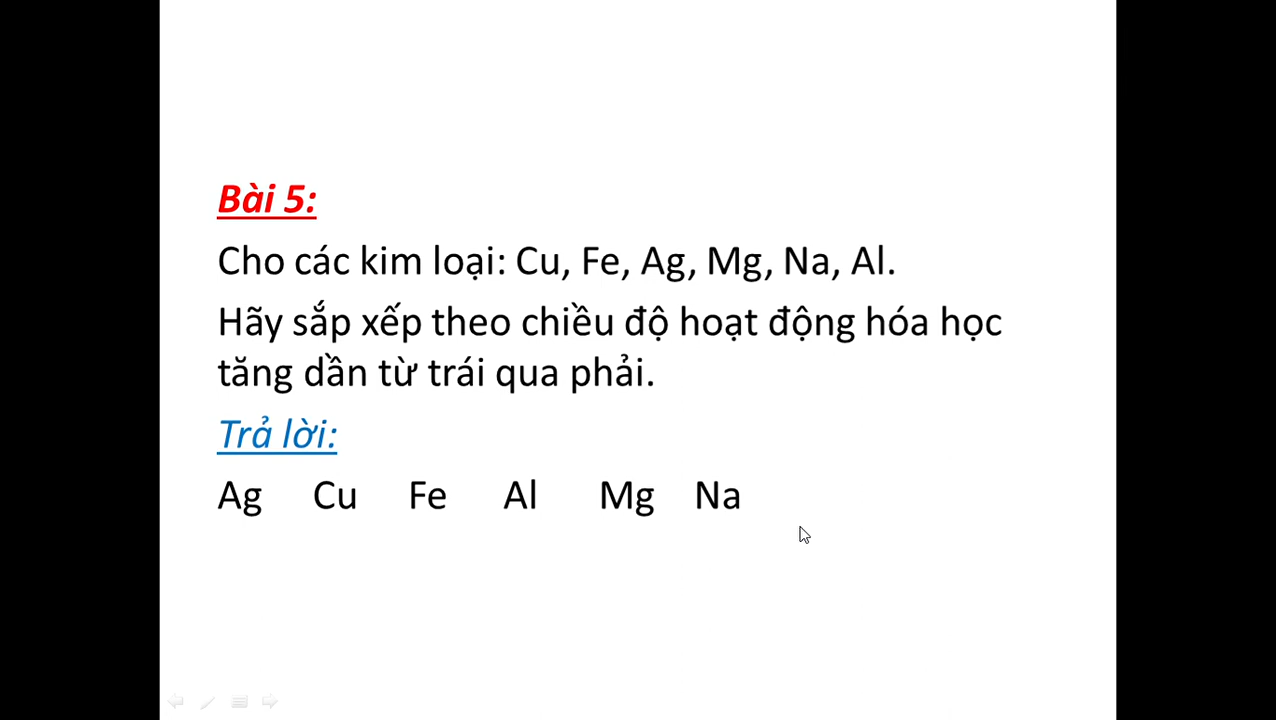 Bài 5:
Cho các kim loại: Cu, Fe, Ag, Mg, Na, Al.
Hãy sắp xếp theo chiều độ hoạt động hóa học
tăng dần từ trái qua phải.
Trả lời:
Ag Cu Fe Al Mg Na